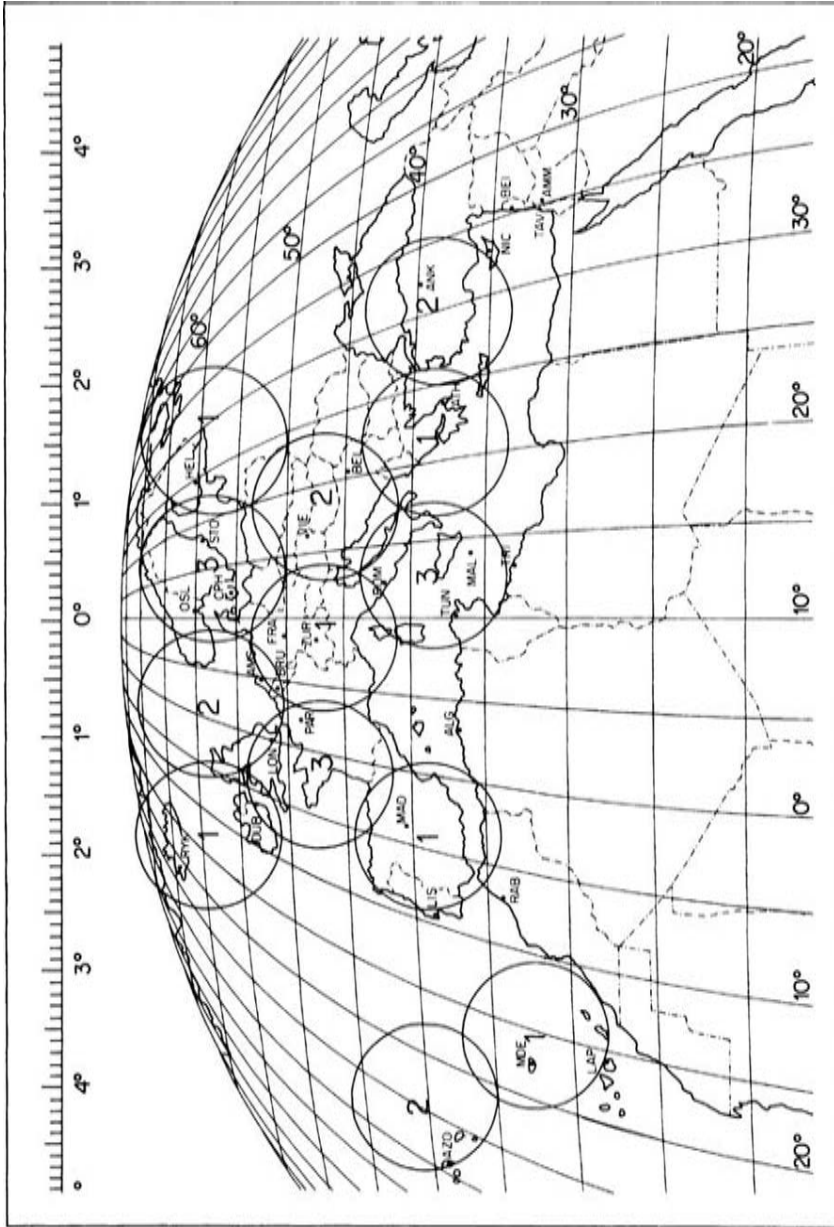 °
4°
3°
2°
1°
0°
1°
2°
3°
4°
60°
50°
40°
30°
20°
RYK
1
2
OSL
3
STO
CPH
HEL
1
DUB
LON
AMS
BRU
FRA
3
PAR
ZUR
1
VIE
2
BEL
MAD
1
LIS
ALG
ROM
3
TUN
MAL
TRI
1
ATH
2
ANK
NIC
BEI
TAV
AMM
2
AZO
MDE
LAP
RAB
20°
10°
0°
10°
20°
30°